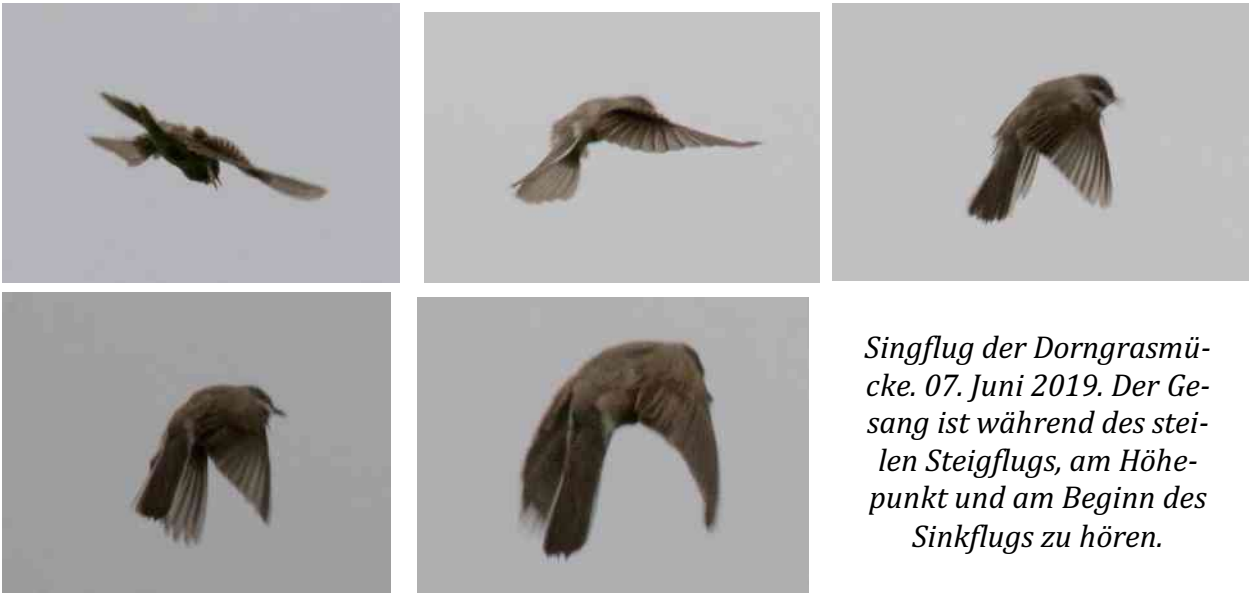 Singflug der Dorngrasmü-
cke. 07. Juni 2019. Der Ge-
sang ist während des stei-
len Steigflugs, am Höhe-
punkt und am Beginn des
Sinkflugs zu hören.